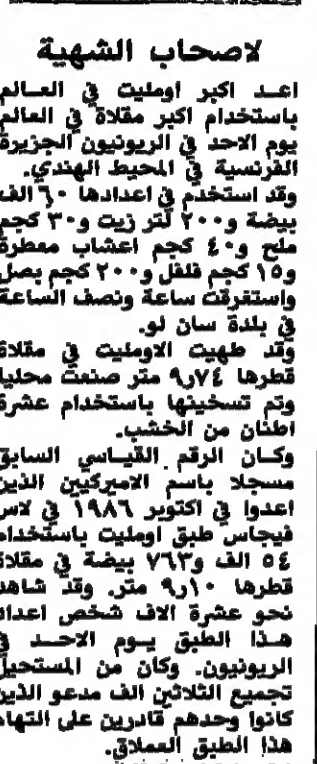 لاصحاب الشهية
اعد اكبر اومليت في العالم
باستخدام اكبر مقلاة في العالم
يوم الاحد في الريونيون الجزيرة
الفرنسية في المحيط الهندي.
وقد استخدم في اعدادها ٦٠ الف
بيضة و٢٠٠ لتر زيت و٣٠ كجم
ملح و٤٠ كجم اعشاب معطرة
و١٥ كجم فلفل و٢٠٠ كجم بصل
واستغرقت ساعة ونصف الساعة
في بلدة سان لو.
وقد طهيت الاومليت في مقلاة
قطرها ٩٫٧٤ متر صنعت محليا
وتم تسخينها باستخدام عشرة
اطنان من الخشب.
وكان الرقم القياسي السابق
مسجلا باسم الاميركيين الذين
اعدوا في اكتوبر ١٩٨٦ في لاس
فيجاس طبق اومليت باستخدام
٥٤ الف و٧٦٣ بيضة في مقلاة
قطرها ٩٫١٠ متر. وقد شاهد
نحو عشرة الاف شخص اعداد
هذا الطبق يوم الاحد في
الريونيون. وكان من المستحيل
تجميع الثلاثين الف مدعو الذين
كانوا وحدهم قادرين على التهام
هذا الطبق العملاق.